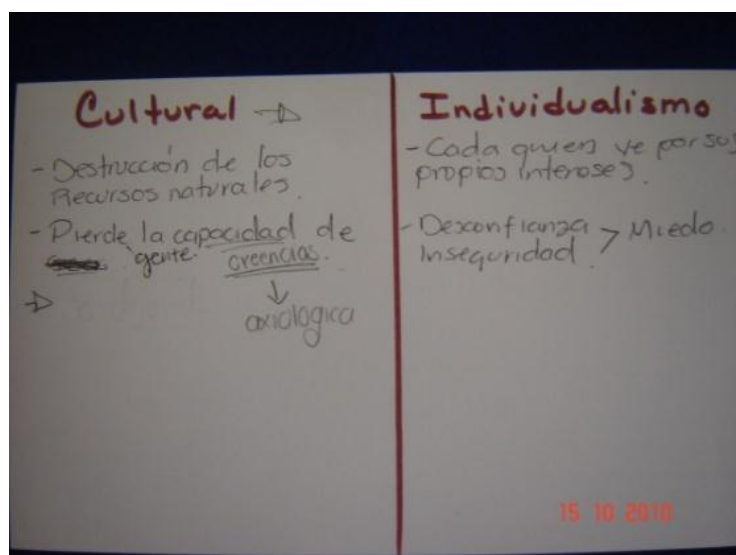 Cultural →
- Destrucción de los
Recursos naturales.
- Pierde la capacidad de
gente. creencias.
→
↓
axiologica
Individualismo
- Cada quien ve por sus
propios intereses.
- Desconfianza > Miedo.
Inseguridad.
15 10 2010